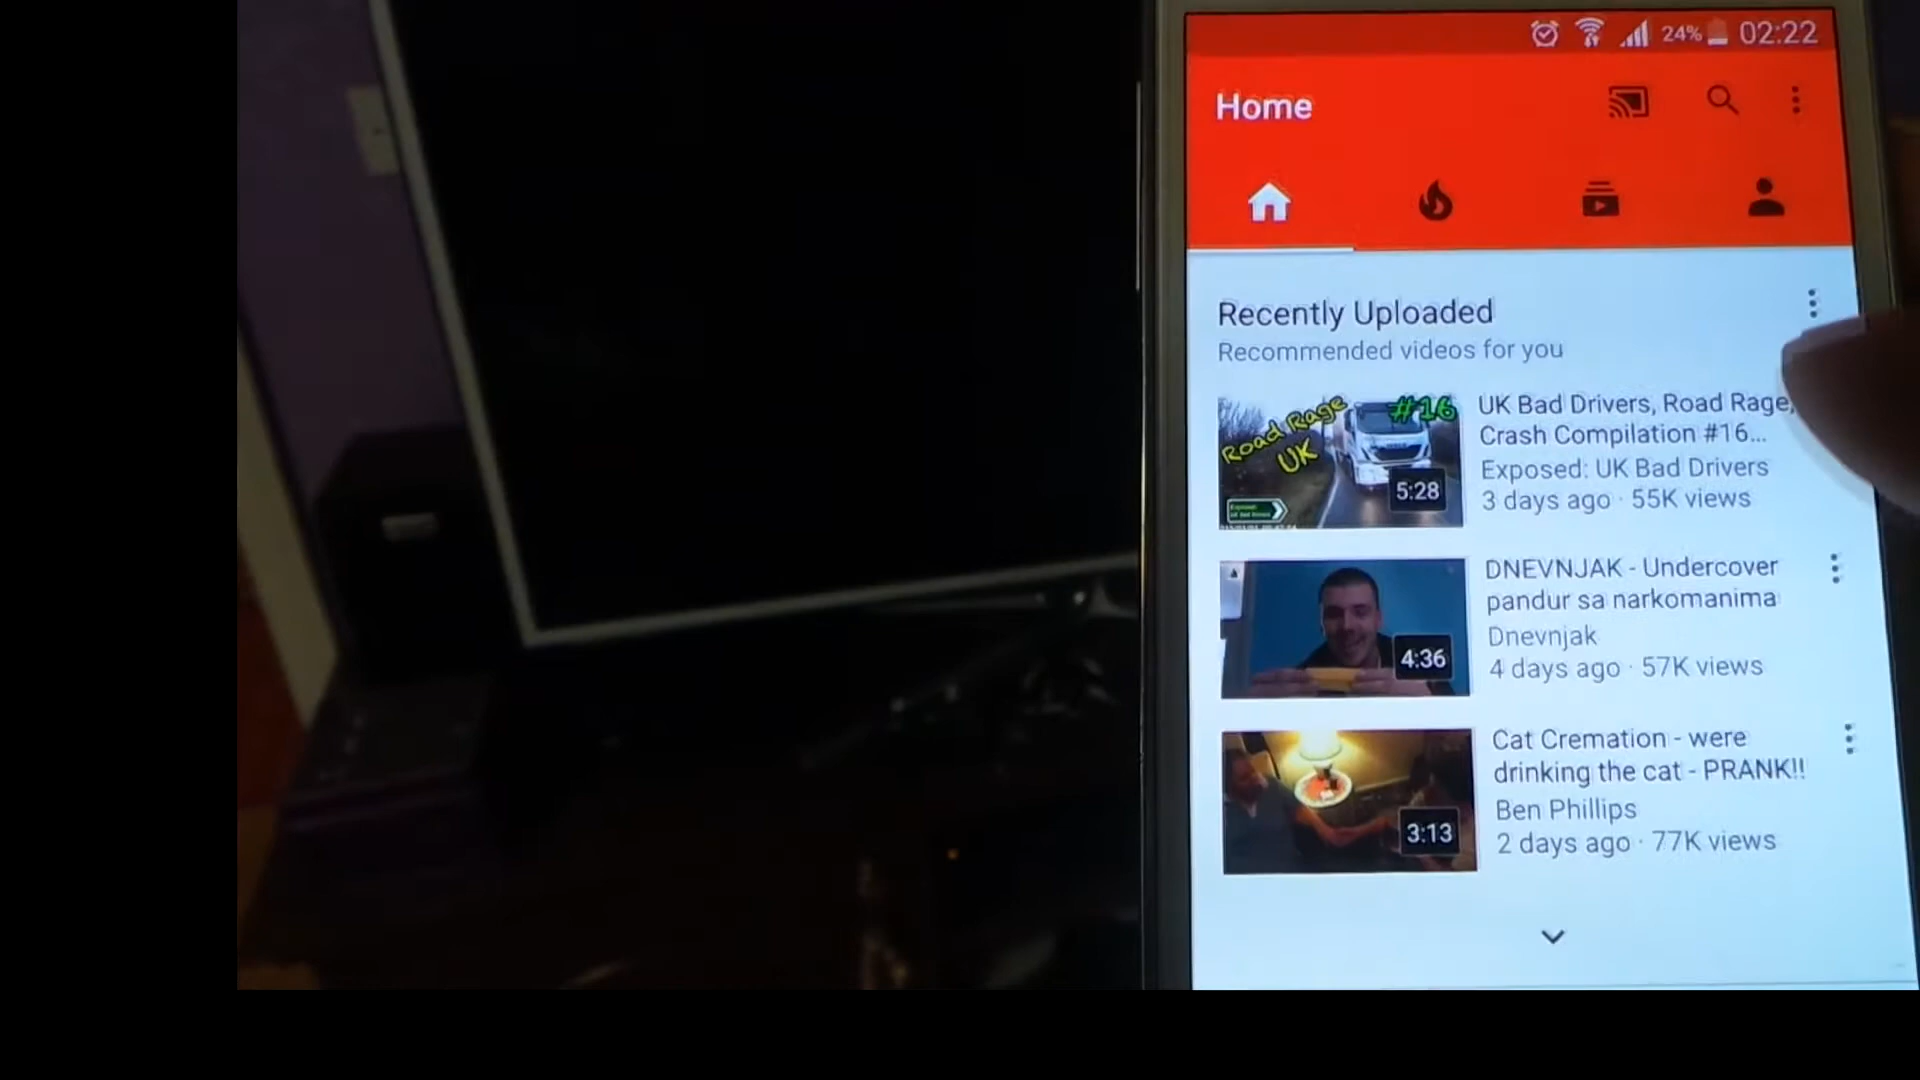 24% 02:22
Home
Recently Uploaded
Recommended videos for you
Road Rage
UK
#16
5:28
UK Bad Drivers, Road Rage,
Crash Compilation #16...
Exposed: UK Bad Drivers
3 days ago · 55K views
4:36
DNEVNJAK - Undercover
pandur sa narkomanima
Dnevnjak
4 days ago · 57K views
3:13
Cat Cremation - were
drinking the cat - PRANK!!
Ben Phillips
2 days ago · 77K views